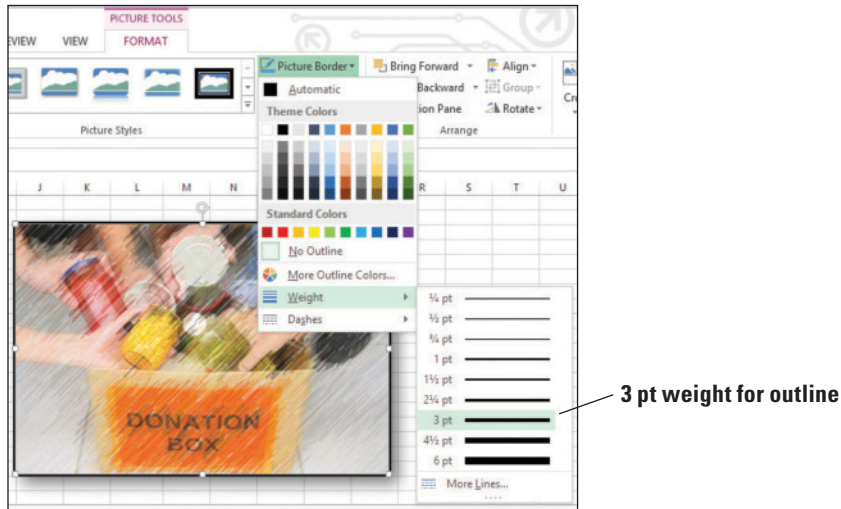 PICTURE TOOLS
EVIEW VIEW FORMAT
Picture Border
Bring Forward Align
Automatic
Backward Group
Theme Colors
ion Pane Rotate
Cr
Picture Styles
Arrange
J K L M N R S T U
Standard Colors
No Outline
More Outline Colors...
Weight
Dashes
¼ pt
½ pt
¾ pt
1 pt
1½ pt
2¼ pt
3 pt
4½ pt
6 pt
More Lines...
DONATION
BOX
3 pt weight for outline